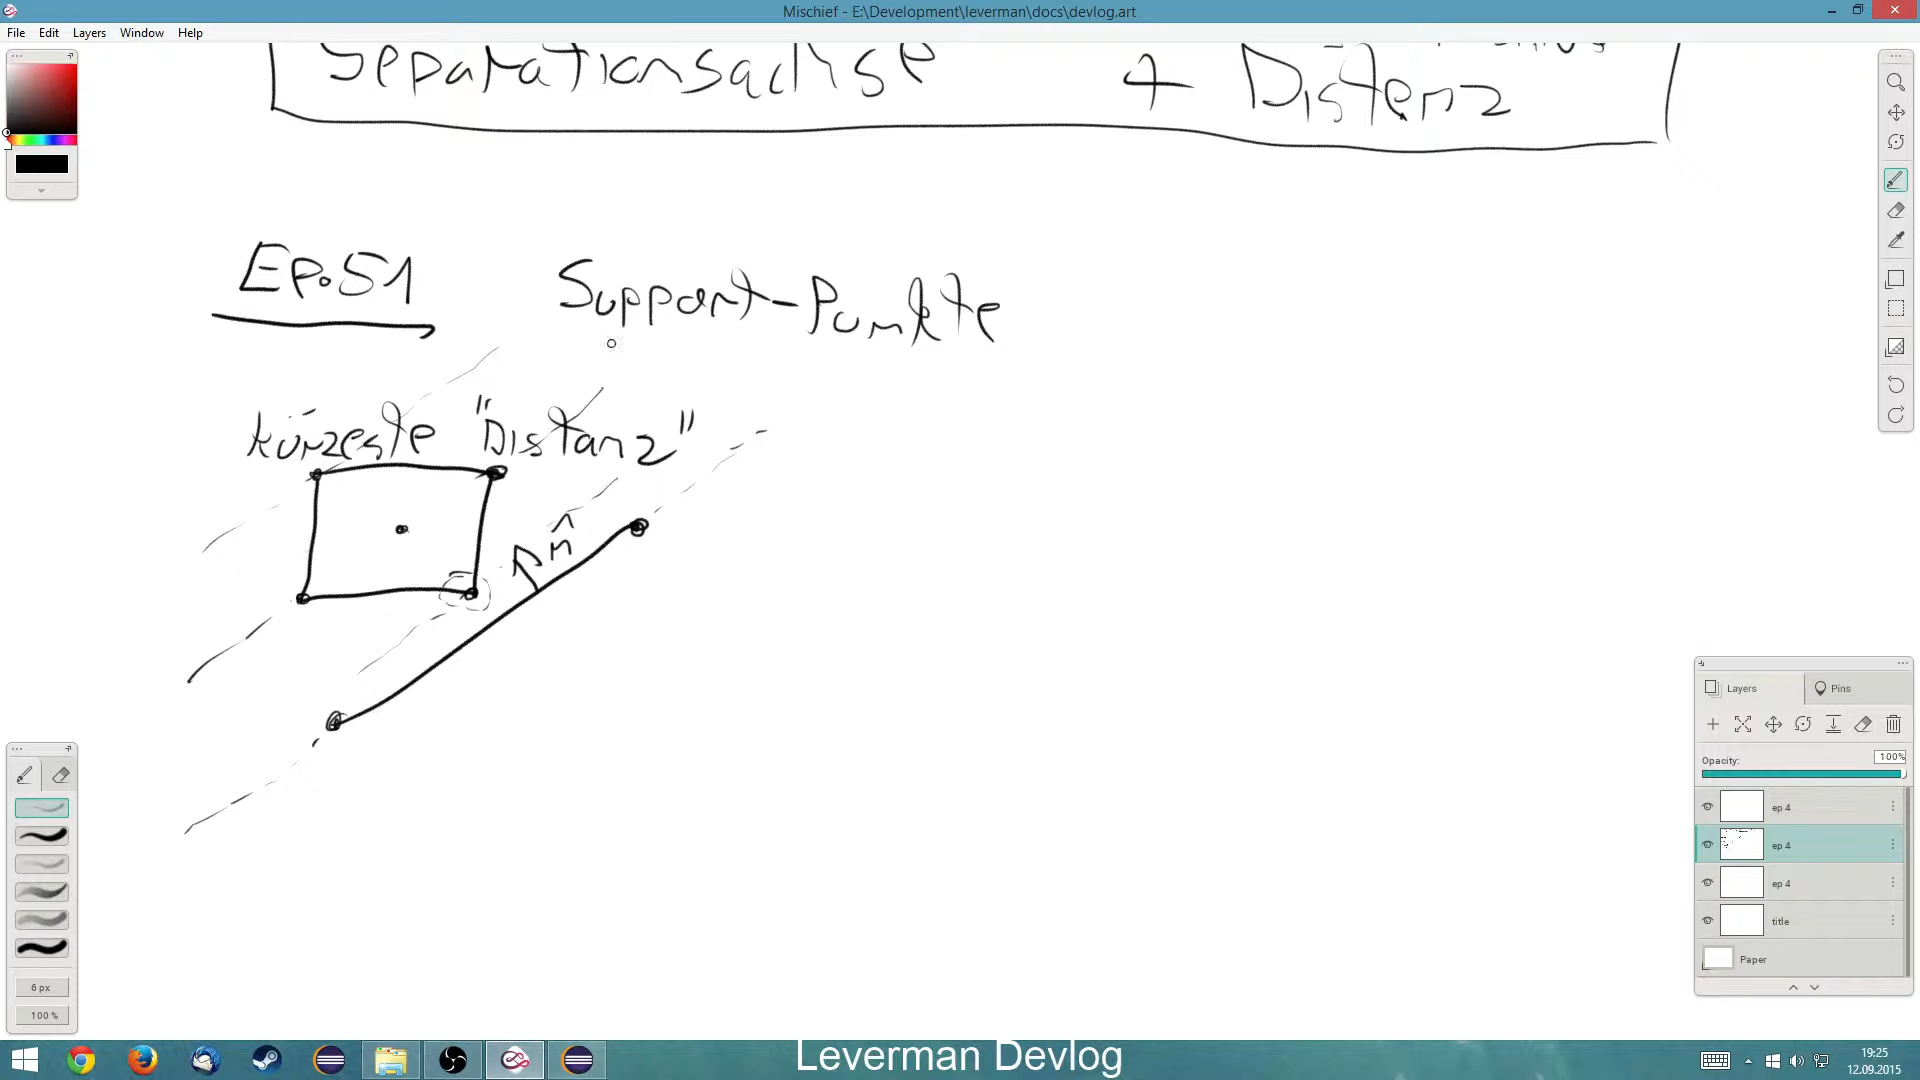 Mischief - E:\Development\leverman\docs\devlog.art
File Edit Layers Window Help
Separationsachse + Distanz
Ep.51 Support-Punkte
kürzeste "Distanz"
n̂
Layers Pins
Opacity: 100%
ep 4
ep 4
ep 4
title
Paper
6 px
100 %
Leverman Devlog
19:25
12.09.2015